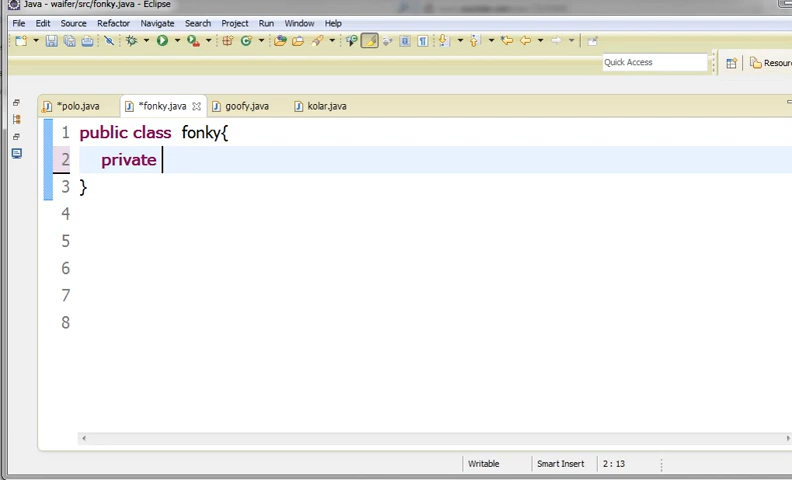 Java - waifer/src/fonky.java - Eclipse
File Edit Source Refactor Navigate Search Project Run Window Help
Quick Access
Resour
*polo.java *fonky.java goofy.java kolar.java
1 public class fonky{
2 private
3 }
4
5
6
7
8
Writable Smart Insert 2 : 13